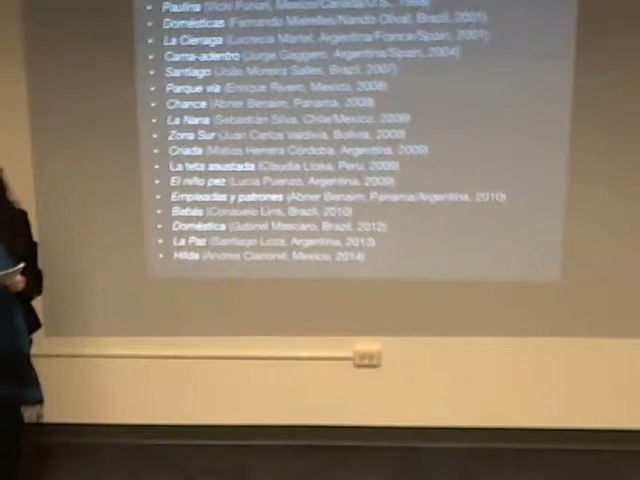 • Paulina (Vicki Funari, Mexico/Canada/U.S., 1998)
• Domésticas (Fernando Meirelles/Nando Olival, Brazil, 2001)
• La Ciénaga (Lucrecia Martel, Argentina/France/Spain, 2001)
• Cama adentro (Jorge Gaggero, Argentina/Spain, 2004)
• Santiago (João Moreira Salles, Brazil, 2007)
• Parque vía (Enrique Rivero, Mexico, 2008)
• Chance (Abner Benaim, Panama, 2009)
• La Nana (Sebastián Silva, Chile/Mexico, 2009)
• Zona Sur (Juan Carlos Valdivia, Bolivia, 2009)
• Criada (Matías Herrera Córdoba, Argentina, 2009)
• La teta asustada (Claudia Llosa, Peru, 2009)
• El niño pez (Lucía Puenzo, Argentina, 2009)
• Empleadas y patrones (Abner Benaim, Panama/Argentina, 2010)
• Babás (Consuelo Lins, Brazil, 2010)
• Doméstica (Gabriel Mascaro, Brazil, 2012)
• La Paz (Santiago Loza, Argentina, 2013)
• Hilda (Andrés Clariond, Mexico, 2014)